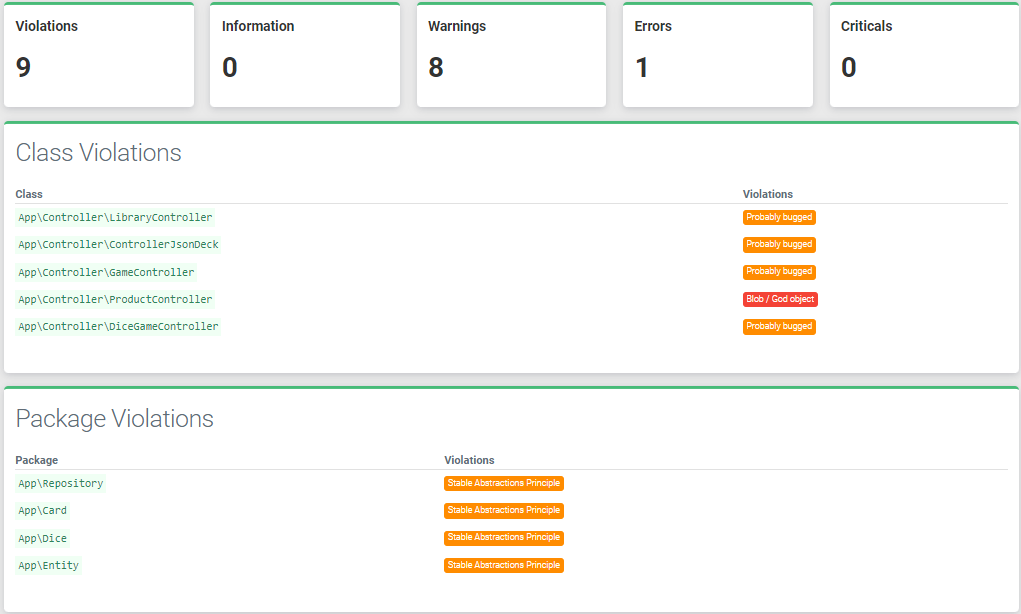 Violations Information Warnings Errors Criticals
9 0 8 1 0
Class Violations
Class Violations
App\Controller\LibraryController Probably bugged
App\Controller\ControllerJsonDeck Probably bugged
App\Controller\GameController Probably bugged
App\Controller\ProductController Blob / God object
App\Controller\DiceGameController Probably bugged
Package Violations
Package Violations
App\Repository Stable Abstractions Principle
App\Card Stable Abstractions Principle
App\Dice Stable Abstractions Principle
App\Entity Stable Abstractions Principle